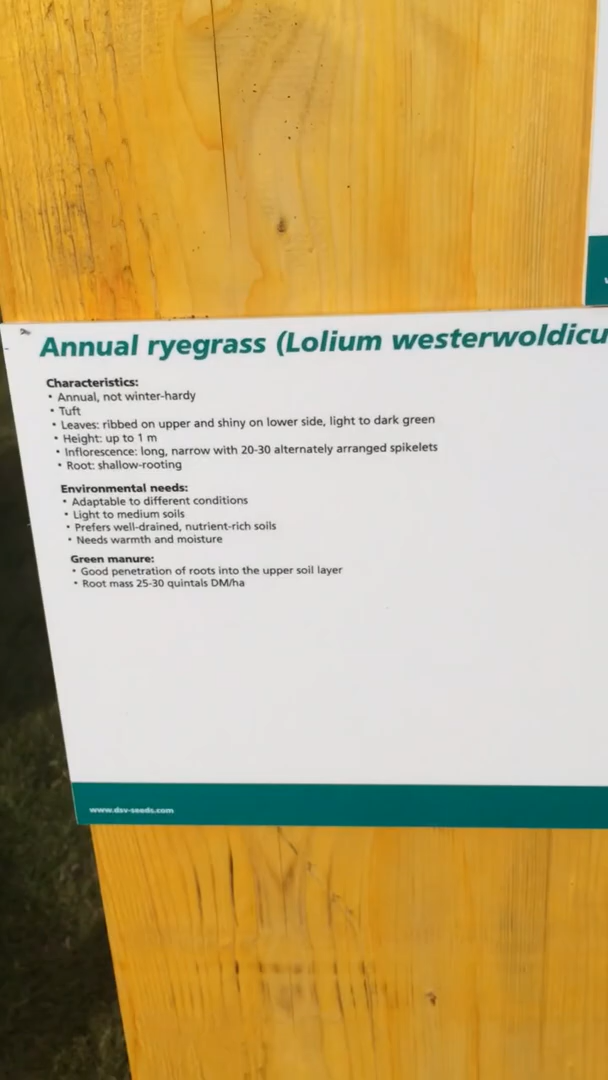 Annual ryegrass (Lolium westerwoldicu
Characteristics:
• Annual, not winter-hardy
• Tuft
• Leaves: ribbed on upper and shiny on lower side, light to dark green
• Height: up to 1 m
• Inflorescence: long, narrow with 20-30 alternately arranged spikelets
• Root: shallow-rooting
Environmental needs:
• Adaptable to different conditions
• Light to medium soils
• Prefers well-drained, nutrient-rich soils
• Needs warmth and moisture
Green manure:
• Good penetration of roots into the upper soil layer
• Root mass 25-30 quintals DM/ha
www.dsv-seeds.com